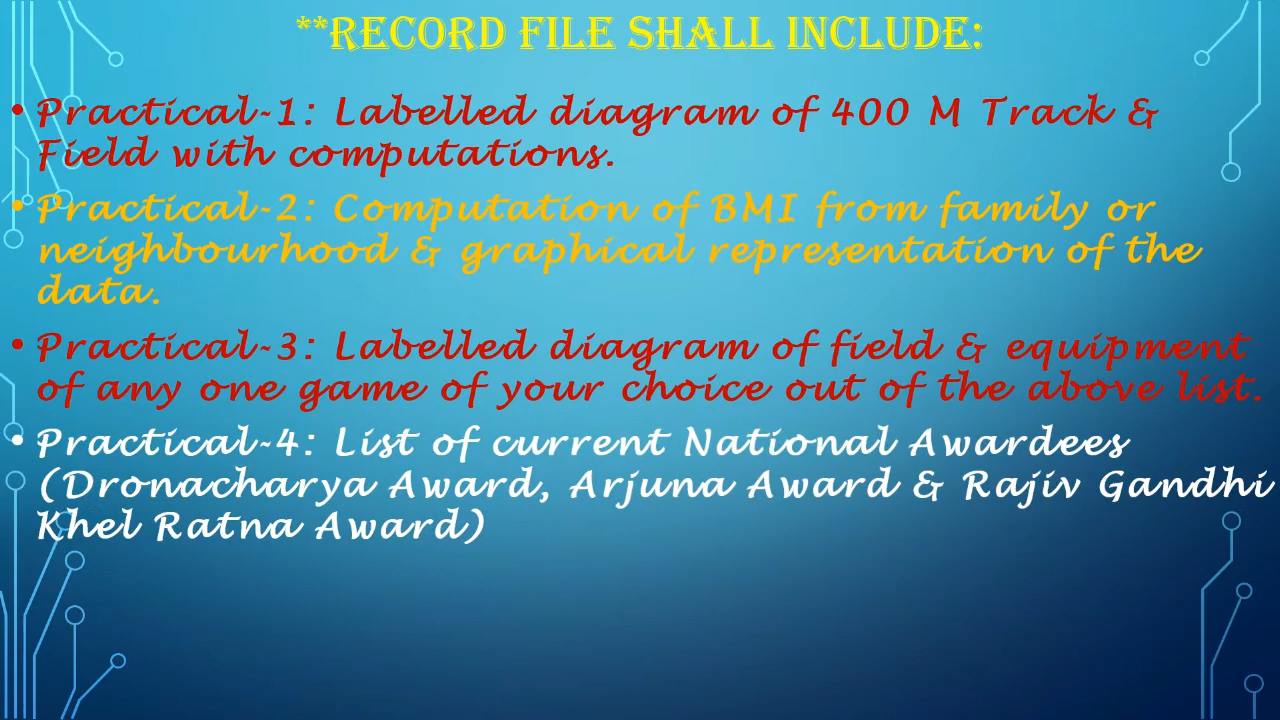 **RECORD FILE SHALL INCLUDE:
• Practical-1: Labelled diagram of 400 M Track &
Field with computations.
• Practical-2: Computation of BMI from family or
neighbourhood & graphical representation of the
data.
• Practical-3: Labelled diagram of field & equipment
of any one game of your choice out of the above list.
• Practical-4: List of current National Awardees
(Dronacharya Award, Arjuna Award & Rajiv Gandhi
Khel Ratna Award)